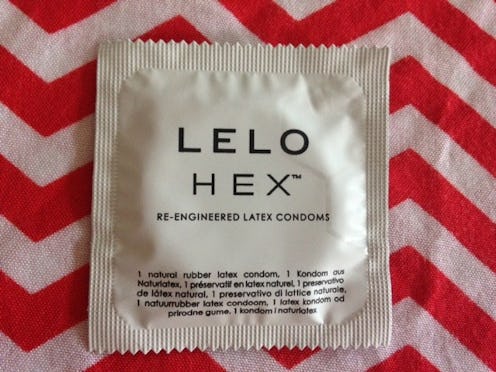 LELO
HEX™
RE-ENGINEERED LATEX CONDOMS
1 natural rubber latex condom, 1 Kondom aus
Naturlatex, 1 préservatif en latex naturel, 1 preservativo
de látex natural, 1 preservativo di lattice naturale,
1 natuurrubber latex condoom, 1 latex kondom od
prirodne gume, 1 kondom i naturlatex